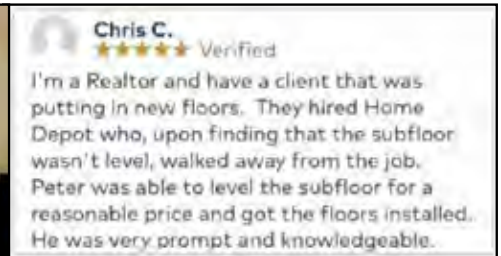 Chris C.
Verified
I'm a Realtor and have a client that was
putting in new floors. They hired Home
Depot who, upon finding that the subfloor
wasn't level, walked away from the job.
Peter was able to level the subfloor for a
reasonable price and got the floors installed.
He was very prompt and knowledgeable.